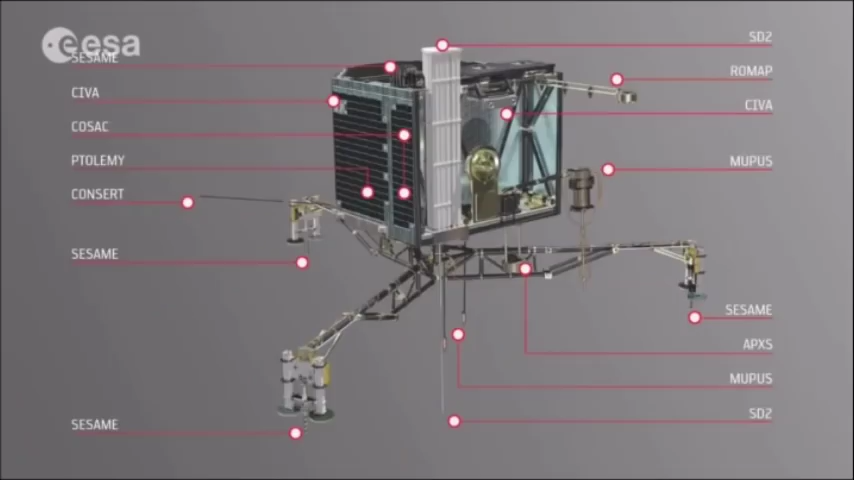 esa
SESAME
CIVA
COSAC
PTOLEMY
CONSERT
SESAME
SESAME
SD2
ROMAP
CIVA
MUPUS
SESAME
APXS
MUPUS
SD2